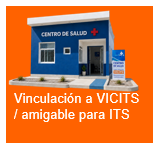 CENTRO DE SALUD
Vinculación a VICITS
/ amigable para ITS